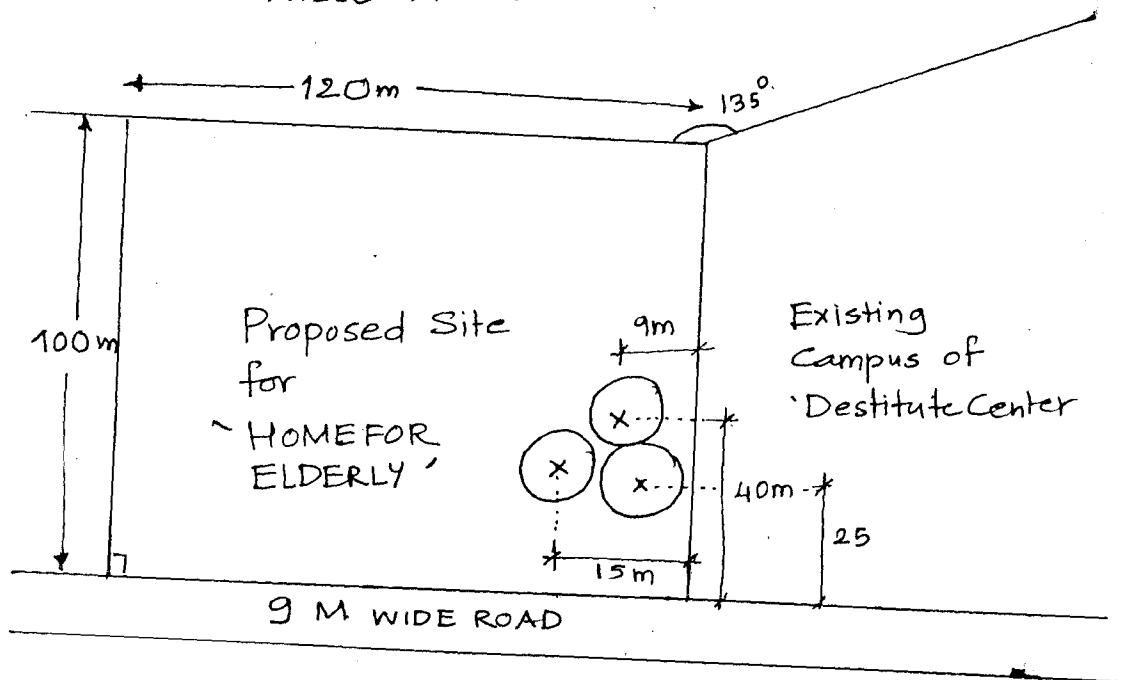 120m
135°
100m
Proposed Site
for
` HOME FOR
ELDERLY '
9m
Existing
Campus of
'Destitute Center
40m
25
15m
9 M WIDE ROAD